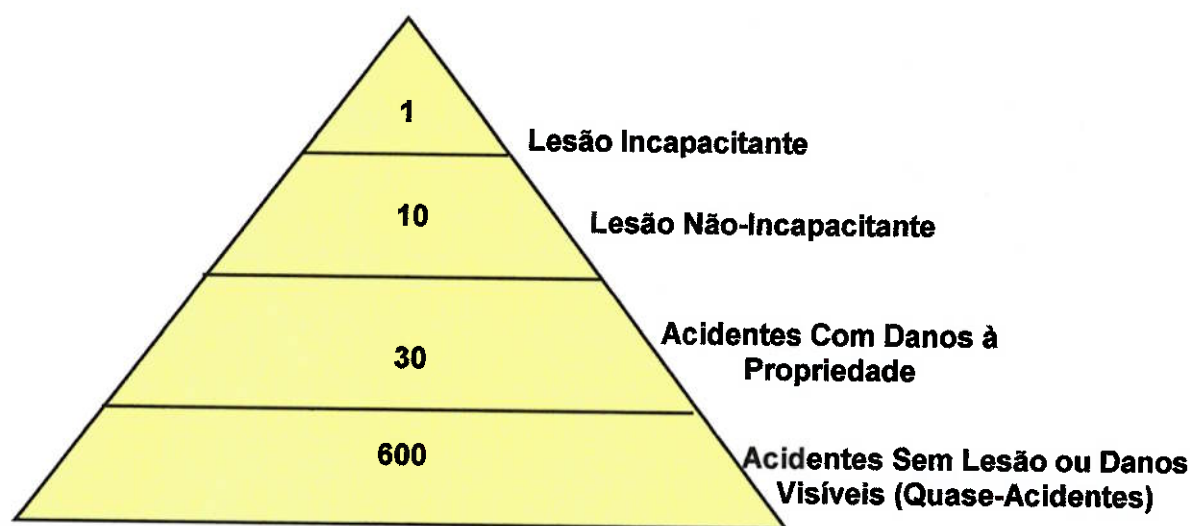 1
Lesão Incapacitante
10
Lesão Não-Incapacitante
30
Acidentes Com Danos à
Propriedade
600
Acidentes Sem Lesão ou Danos
Visíveis (Quase-Acidentes)